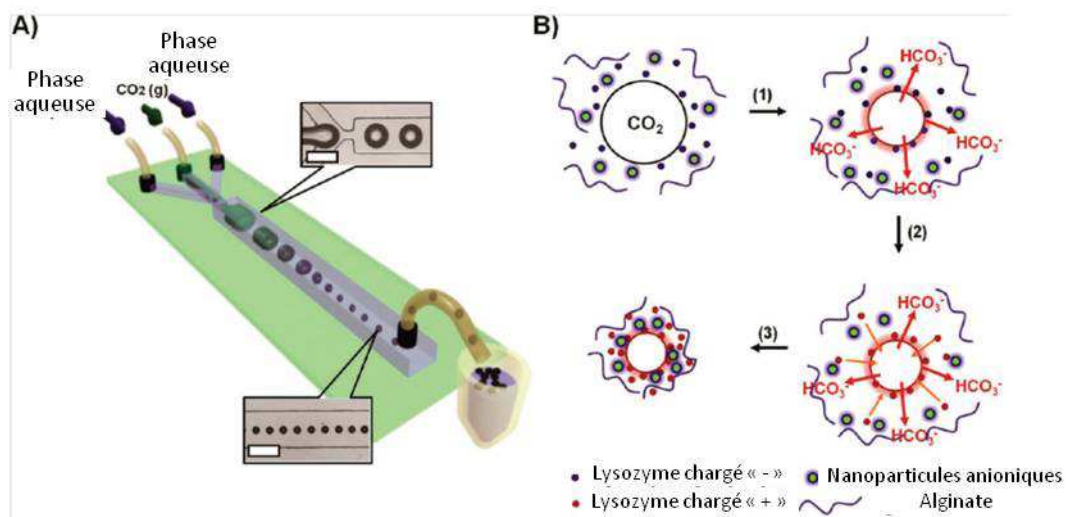 A)
Phase
aqueuse
CO2 (g)
Phase
aqueuse
B)
CO2
(1)
HCO3-
HCO3-
HCO3-
HCO3-
(2)
HCO3-
HCO3-
HCO3-
HCO3-
(3)
Lysozyme chargé « - »
Nanoparticules anioniques
Lysozyme chargé « + »
Alginate